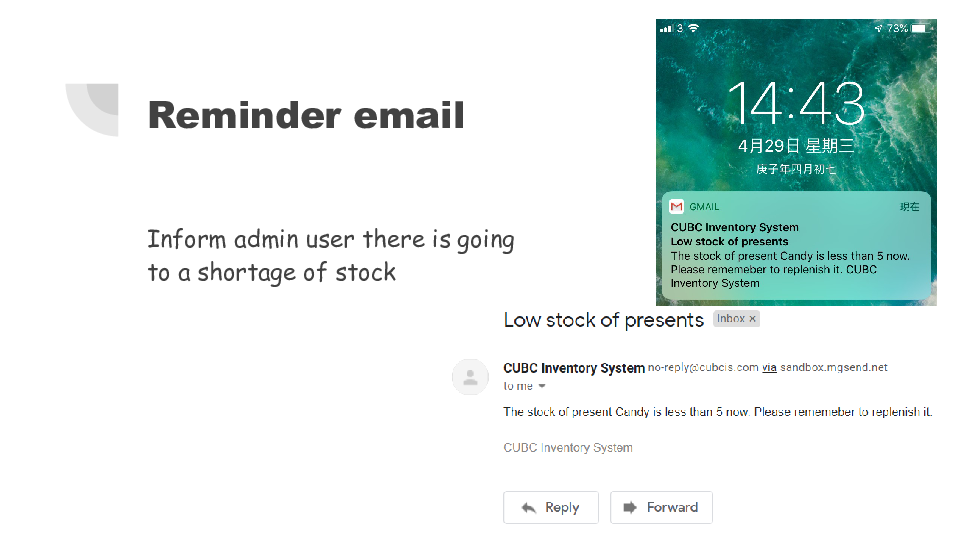 Reminder email
Inform admin user there is going
to a shortage of stock
3 73%
14:43
4月29日 星期三
庚子年四月初七
GMAIL 現在
CUBC Inventory System
Low stock of presents
The stock of present Candy is less than 5 now.
Please rememeber to replenish it. CUBC
Inventory System
Low stock of presents Inbox ×
CUBC Inventory System no-reply@cubcis.com via sandbox.mgsend.net
to me
The stock of present Candy is less than 5 now. Please rememeber to replenish it.
CUBC Inventory System
Reply Forward